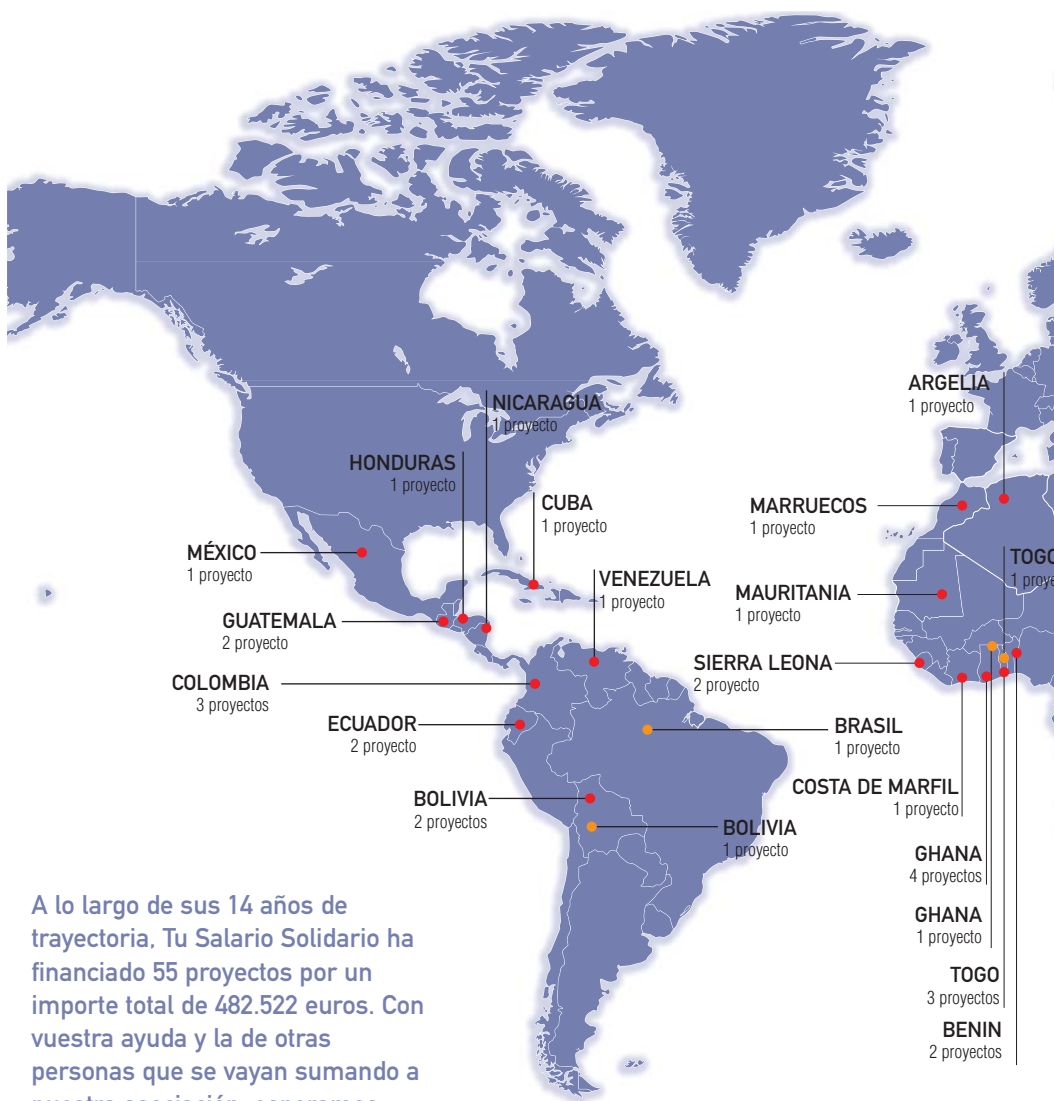 ARGELIA
1 proyecto
NICARAGUA
1 proyecto
HONDURAS
1 proyecto
CUBA
1 proyecto
MARRUECOS
1 proyecto
MÉXICO
1 proyecto
TOGO
VENEZUELA
1 proyecto
MAURITANIA
1 proyecto
GUATEMALA
2 proyecto
SIERRA LEONA
2 proyecto
COLOMBIA
3 proyectos
ECUADOR
2 proyecto
BRASIL
1 proyecto
COSTA DE MARFIL
1 proyecto
BOLIVIA
2 proyectos
BOLIVIA
1 proyecto
GHANA
4 proyectos
GHANA
1 proyecto
TOGO
3 proyectos
BENIN
2 proyectos
A lo largo de sus 14 años de
trayectoria, Tu Salario Solidario ha
financiado 55 proyectos por un
importe total de 482.522 euros. Con
vuestra ayuda y la de otras
personas que se vayan sumando a